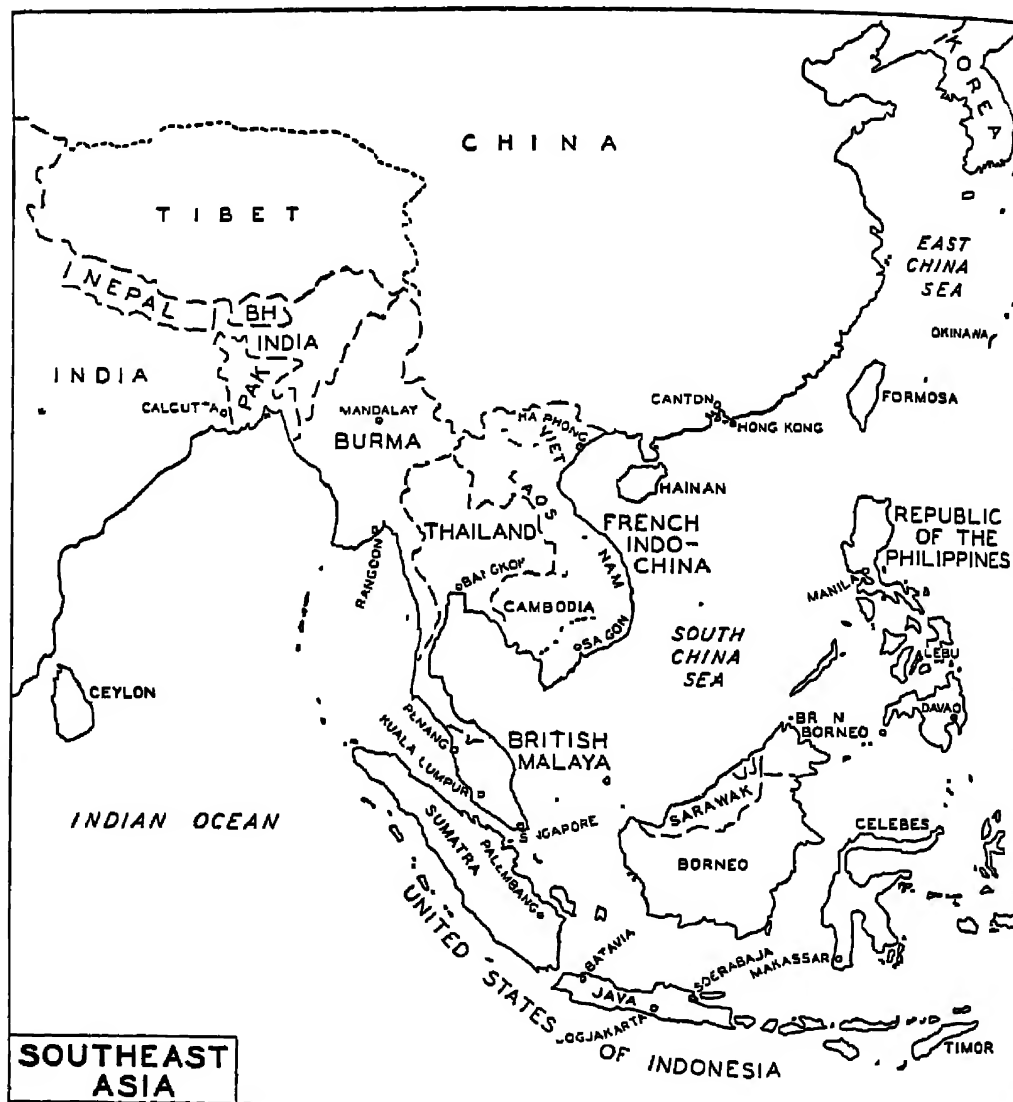 KOREA
CHINA
TIBET
EAST
CHINA
SEA
NEPAL
BH
INDIA
OKINAWA
INDIA
PAK
CANTON
FORMOSA
MANDALAY
HONG KONG
BURMA
VIET
HAINAN
NAM
THAILAND
FRENCH
INDO-
CHINA
REPUBLIC
OF THE
PHILIPPINES
RANGOON
MANILA
CAMBODIA
SOUTH
CHINA
SEA
CEYLON
DAVAO
PENANG
BR N
BORNEO
KUALA LUMPUR
BRITISH
MALAYA
SARAWAK
INDIAN OCEAN
CELEBES
SUMATRA
BORNEO
UNITED STATES
OF INDONESIA
BATAVIA
MAKASSAR
JAVA
TIMOR
SOUTHEAST
ASIA